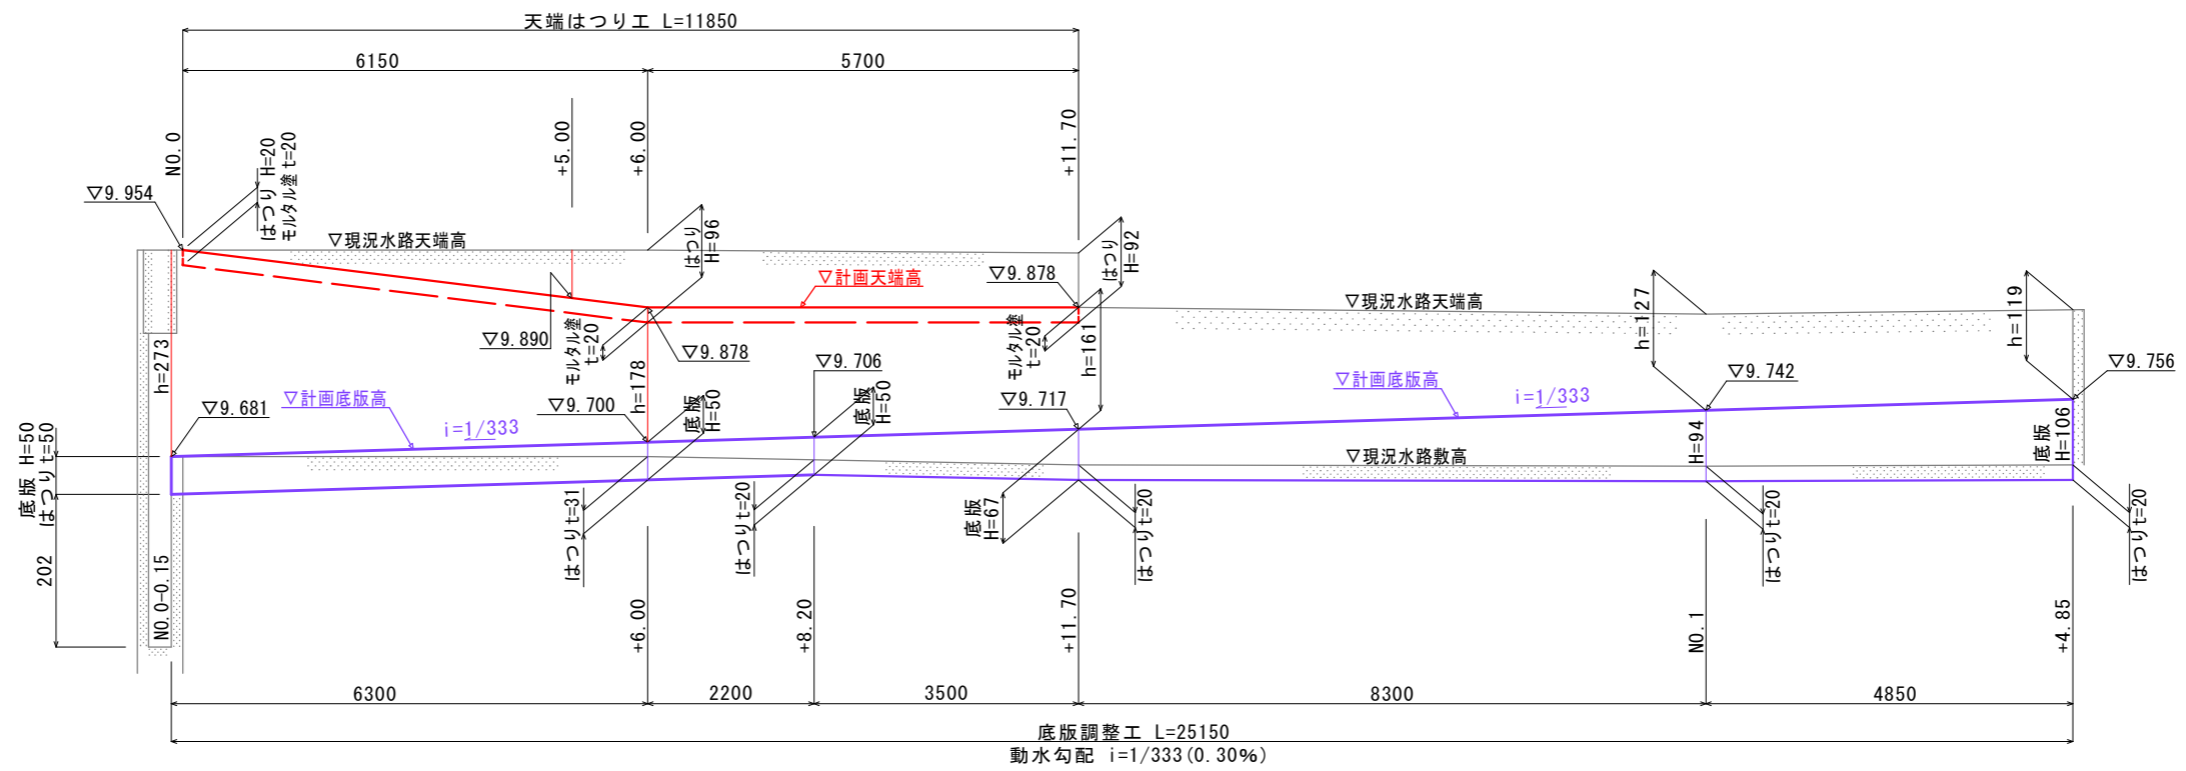 天端はつり工 L=11850
6150
5700
NO.0
+5.00
+6.00
+11.70
はつり H=20
モルタル塗 t=20
▽9.954
▽現況水路天端高
はつり
H=96
▽計画天端高
▽9.878
はつり
H=92
▽現況水路天端高
h=127
h=119
▽9.890
モルタル塗
t=20
▽9.878
モルタル塗
t=20
h=161
h=273
h=178
▽9.706
▽9.742
▽9.756
▽計画底版高
▽計画底版高
i=1/333
▽9.681
▽9.700
底版
H=50
底版
H=50
▽9.717
i=1/333
底版 H=50
はつり t=50
▽現況水路敷高
H=94
底版
H=106
はつり t=31
はつり t=20
底版
H=67
はつり t=20
はつり t=20
はつり t=20
202
NO.0-0.15
+6.00
+8.20
+11.70
NO.1
+4.85
6300
2200
3500
8300
4850
底版調整工 L=25150
動水勾配 i=1/333(0.30%)